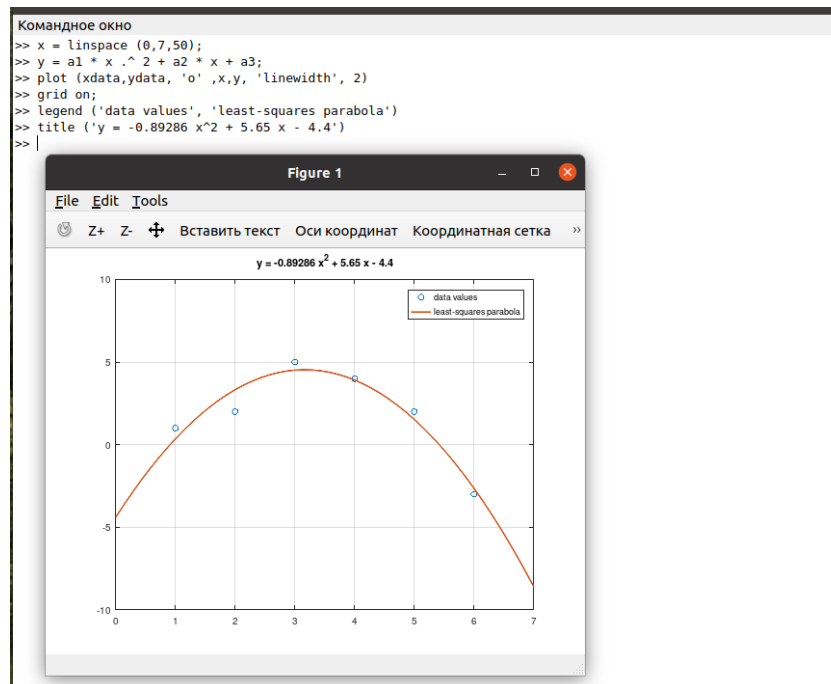 Командное окно
>> x = linspace (0,7,50);
>> y = a1 * x .^ 2 + a2 * x + a3;
>> plot (xdata,ydata, 'o' ,x,y, 'linewidth', 2)
>> grid on;
>> legend ('data values', 'least-squares parabola')
>> title ('y = -0.89286 x^2 + 5.65 x - 4.4')
>>
Figure 1
File Edit Tools
Z+ Z- Вставить текст Оси координат Координатная сетка »
y = -0.89286 x² + 5.65 x - 4.4
data values
least-squares parabola
10
5
0
-5
-10
0 1 2 3 4 5 6 7